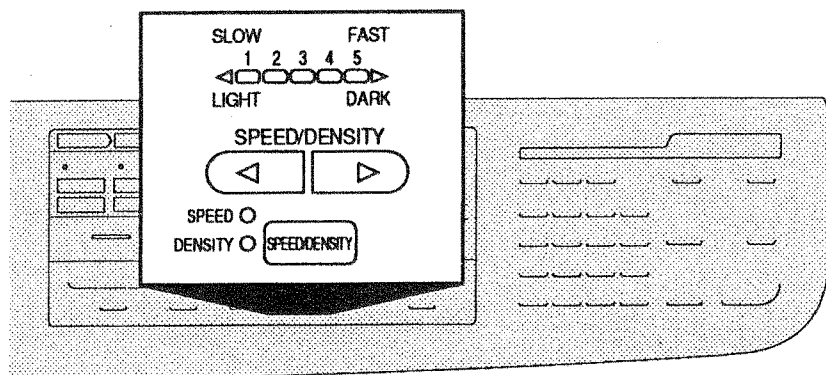 SLOW FAST
1 2 3 4 5
LIGHT DARK
SPEED/DENSITY
SPEED
DENSITY SPEED/DENSITY